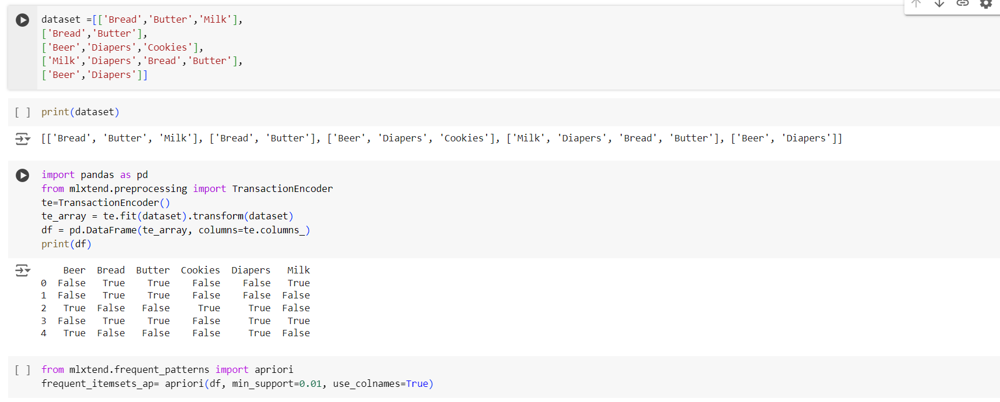 dataset =[['Bread','Butter','Milk'],
['Bread','Butter'],
['Beer','Diapers','Cookies'],
['Milk','Diapers','Bread','Butter'],
['Beer','Diapers']]
[ ] print(dataset)
[['Bread', 'Butter', 'Milk'], ['Bread', 'Butter'], ['Beer', 'Diapers', 'Cookies'], ['Milk', 'Diapers', 'Bread', 'Butter'], ['Beer', 'Diapers']]
import pandas as pd
from mlxtend.preprocessing import TransactionEncoder
te=TransactionEncoder()
te_array = te.fit(dataset).transform(dataset)
df = pd.DataFrame(te_array, columns=te.columns_)
print(df)
    Beer  Bread  Butter  Cookies  Diapers   Milk
0  False   True    True    False    False   True
1  False   True    True    False    False  False
2   True  False   False     True     True  False
3  False   True    True    False     True   True
4   True  False   False    False     True  False
[ ] from mlxtend.frequent_patterns import apriori
frequent_itemsets_ap= apriori(df, min_support=0.01, use_colnames=True)